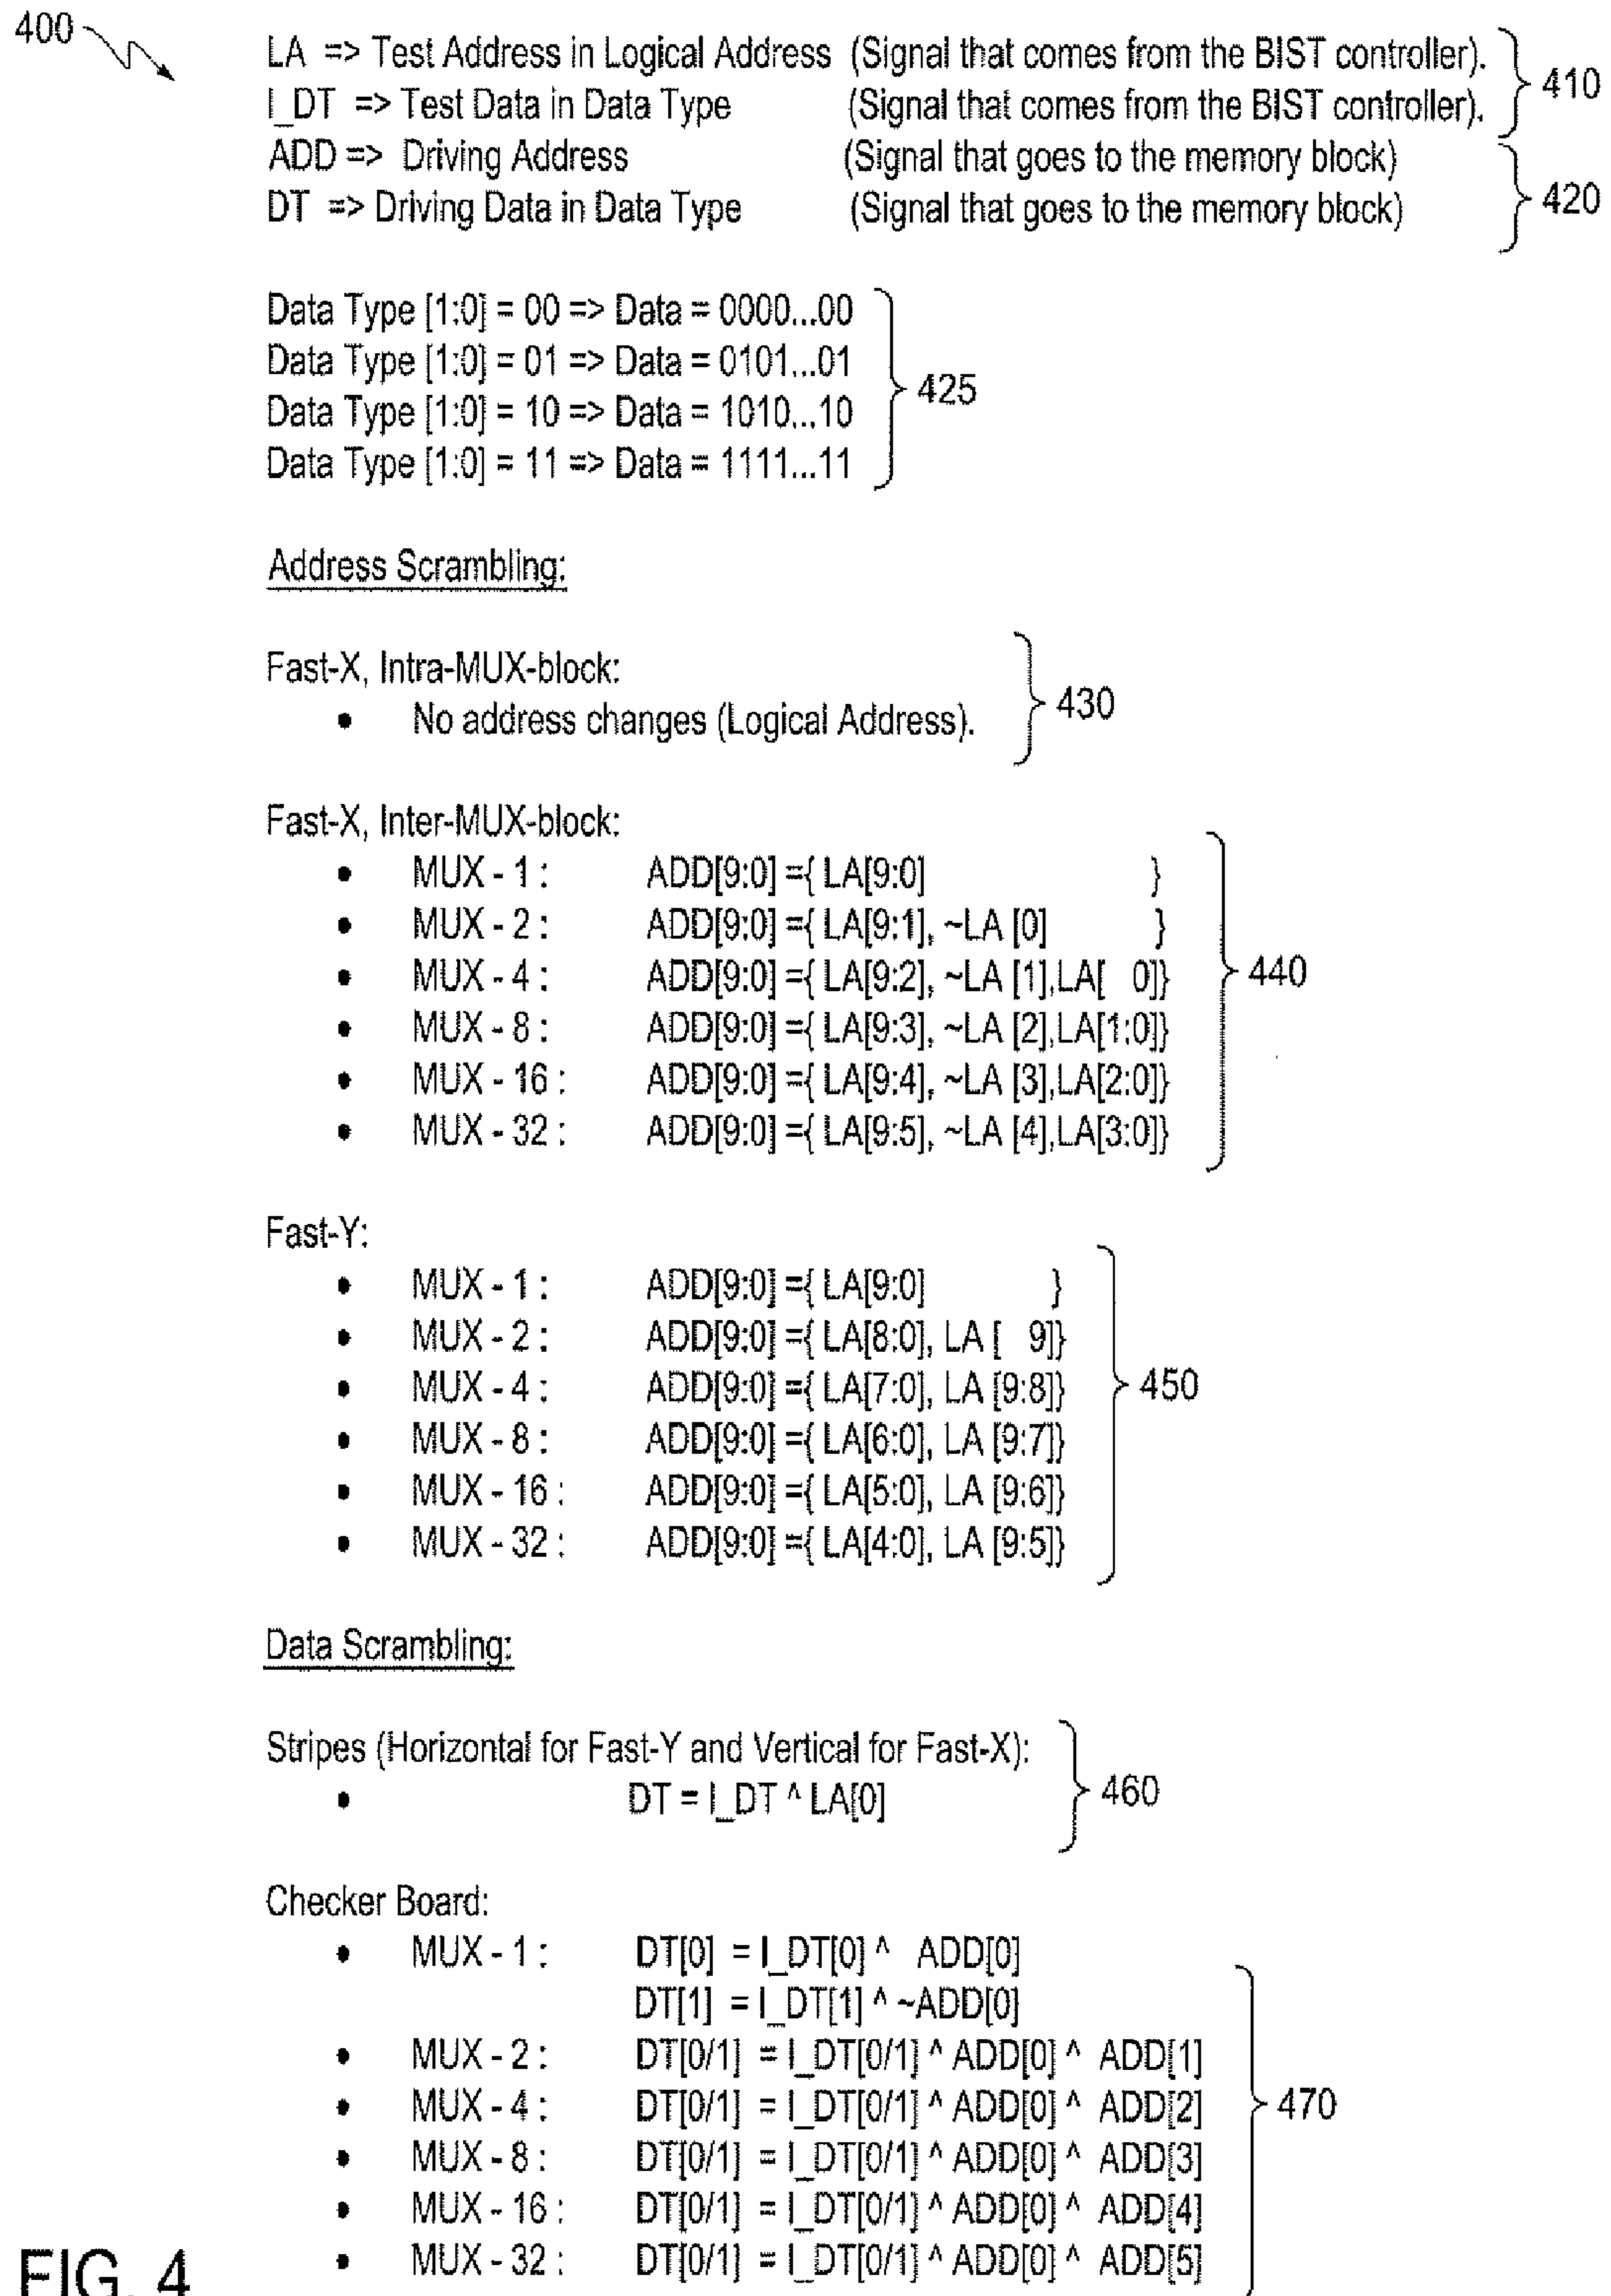 400
LA => Test Address in Logical Address (Signal that comes from the BIST controller).
I_DT => Test Data in Data Type (Signal that comes from the BIST controller).
410
ADD => Driving Address (Signal that goes to the memory block)
DT => Driving Data in Data Type (Signal that goes to the memory block)
420
Data Type [1:0] = 00 => Data = 0000...00
Data Type [1:0] = 01 => Data = 0101...01
Data Type [1:0] = 10 => Data = 1010...10
Data Type [1:0] = 11 => Data = 1111...11
425
Address Scrambling:
Fast-X, Intra-MUX-block:
• No address changes (Logical Address).
430
Fast-X, Inter-MUX-block:
• MUX - 1 : ADD[9:0] ={ LA[9:0] }
• MUX - 2 : ADD[9:0] ={ LA[9:1], ~LA [0] }
• MUX - 4 : ADD[9:0] ={ LA[9:2], ~LA [1],LA[ 0]}
• MUX - 8 : ADD[9:0] ={ LA[9:3], ~LA [2],LA[1:0]}
• MUX - 16 : ADD[9:0] ={ LA[9:4], ~LA [3],LA[2:0]}
• MUX - 32 : ADD[9:0] ={ LA[9:5], ~LA [4],LA[3:0]}
440
Fast-Y:
• MUX - 1 : ADD[9:0] ={ LA[9:0] }
• MUX - 2 : ADD[9:0] ={ LA[8:0], LA [ 9]}
• MUX - 4 : ADD[9:0] ={ LA[7:0], LA [9:8]}
• MUX - 8 : ADD[9:0] ={ LA[6:0], LA [9:7]}
• MUX - 16 : ADD[9:0] ={ LA[5:0], LA [9:6]}
• MUX - 32 : ADD[9:0] ={ LA[4:0], LA [9:5]}
450
Data Scrambling:
Stripes (Horizontal for Fast-Y and Vertical for Fast-X):
• DT = I_DT ^ LA[0]
460
Checker Board:
• MUX - 1 : DT[0] = I_DT[0] ^ ADD[0]
DT[1] = I_DT[1] ^ ~ADD[0]
• MUX - 2 : DT[0/1] = I_DT[0/1] ^ ADD[0] ^ ADD[1]
• MUX - 4 : DT[0/1] = I_DT[0/1] ^ ADD[0] ^ ADD[2]
• MUX - 8 : DT[0/1] = I_DT[0/1] ^ ADD[0] ^ ADD[3]
• MUX - 16 : DT[0/1] = I_DT[0/1] ^ ADD[0] ^ ADD[4]
• MUX - 32 : DT[0/1] = I_DT[0/1] ^ ADD[0] ^ ADD[5]
470
FIG. 4